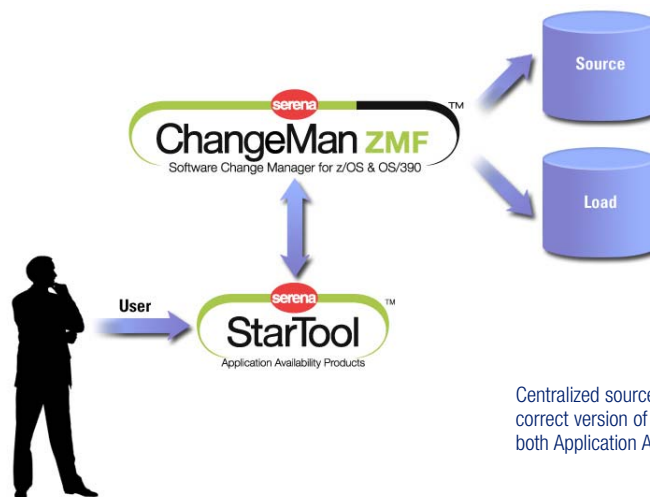 Source
serena
™
ChangeMan ZMF
Software Change Manager for z/OS & OS/390
Load
User
serena
™
StarTool
Application Availability Products
Centralized source
correct version of
both Application A